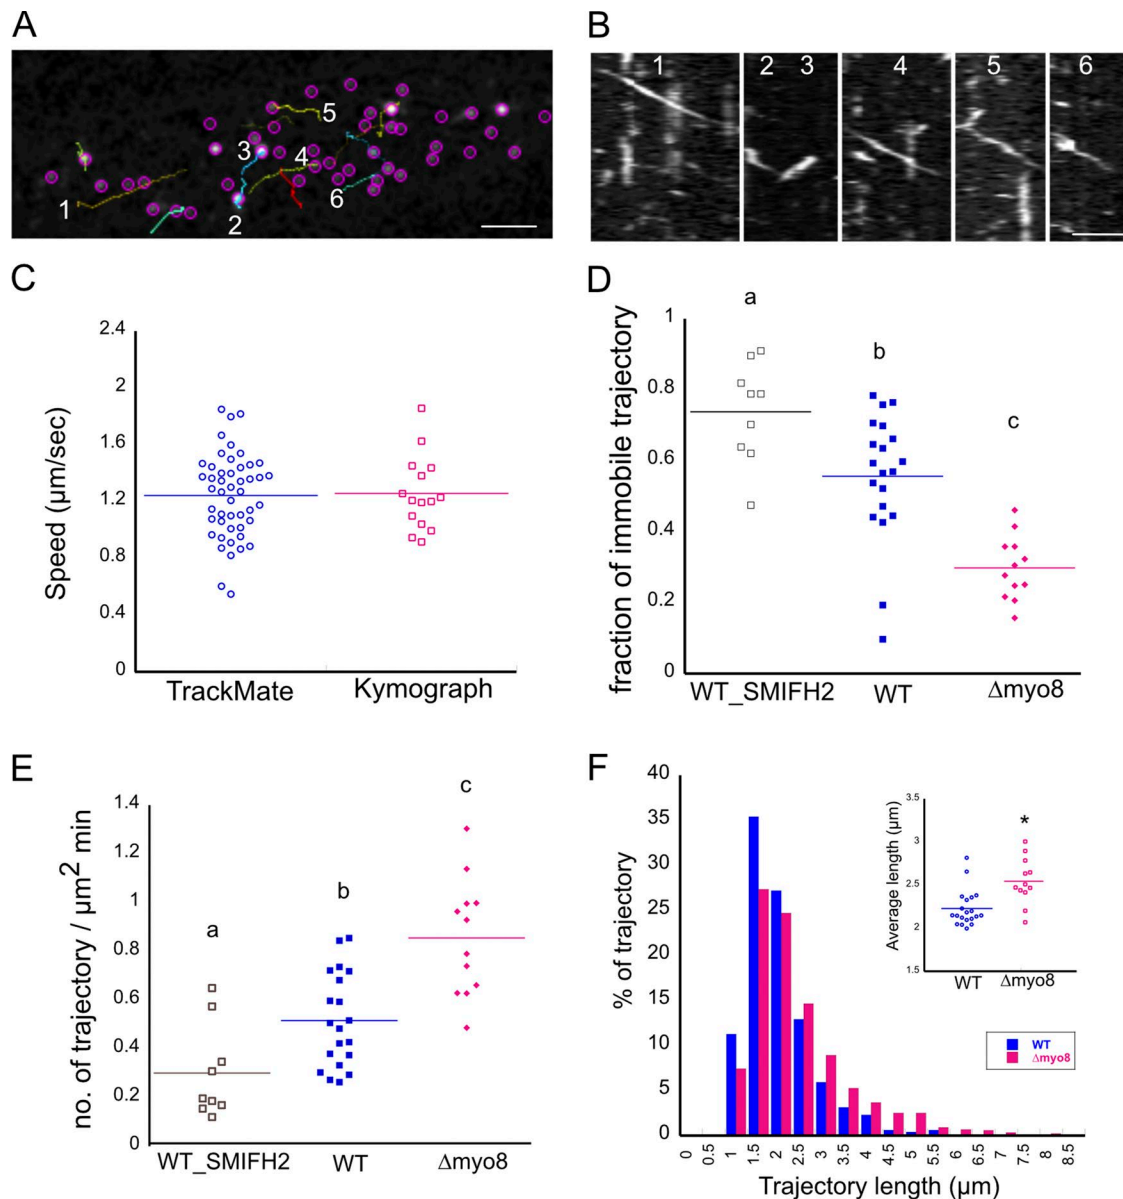 A
5
3
4
1
6
2
B
1 2 3 4 5 6
C
Speed (µm/sec)
2.4
2
1.6
1.2
0.8
0.4
0
TrackMate Kymograph
D
fraction of immobile trajectory
1
0.8
0.6
0.4
0.2
0
a
b
c
WT_SMIFH2 WT Δmyo8
E
no. of trajectory / µm² min
1.4
1.2
1
0.8
0.6
0.4
0.2
0
a
b
c
WT_SMIFH2 WT Δmyo8
F
% of trajectory
40
35
30
25
20
15
10
5
0
0 0.5 1 1.5 2 2.5 3 3.5 4 4.5 5 5.5 6 6.5 7 7.5 8 8.5
Trajectory length (µm)
Average length (µm)
3.5
3
2.5
2
1.5
*
WT Δmyo8
WT
Δmyo8